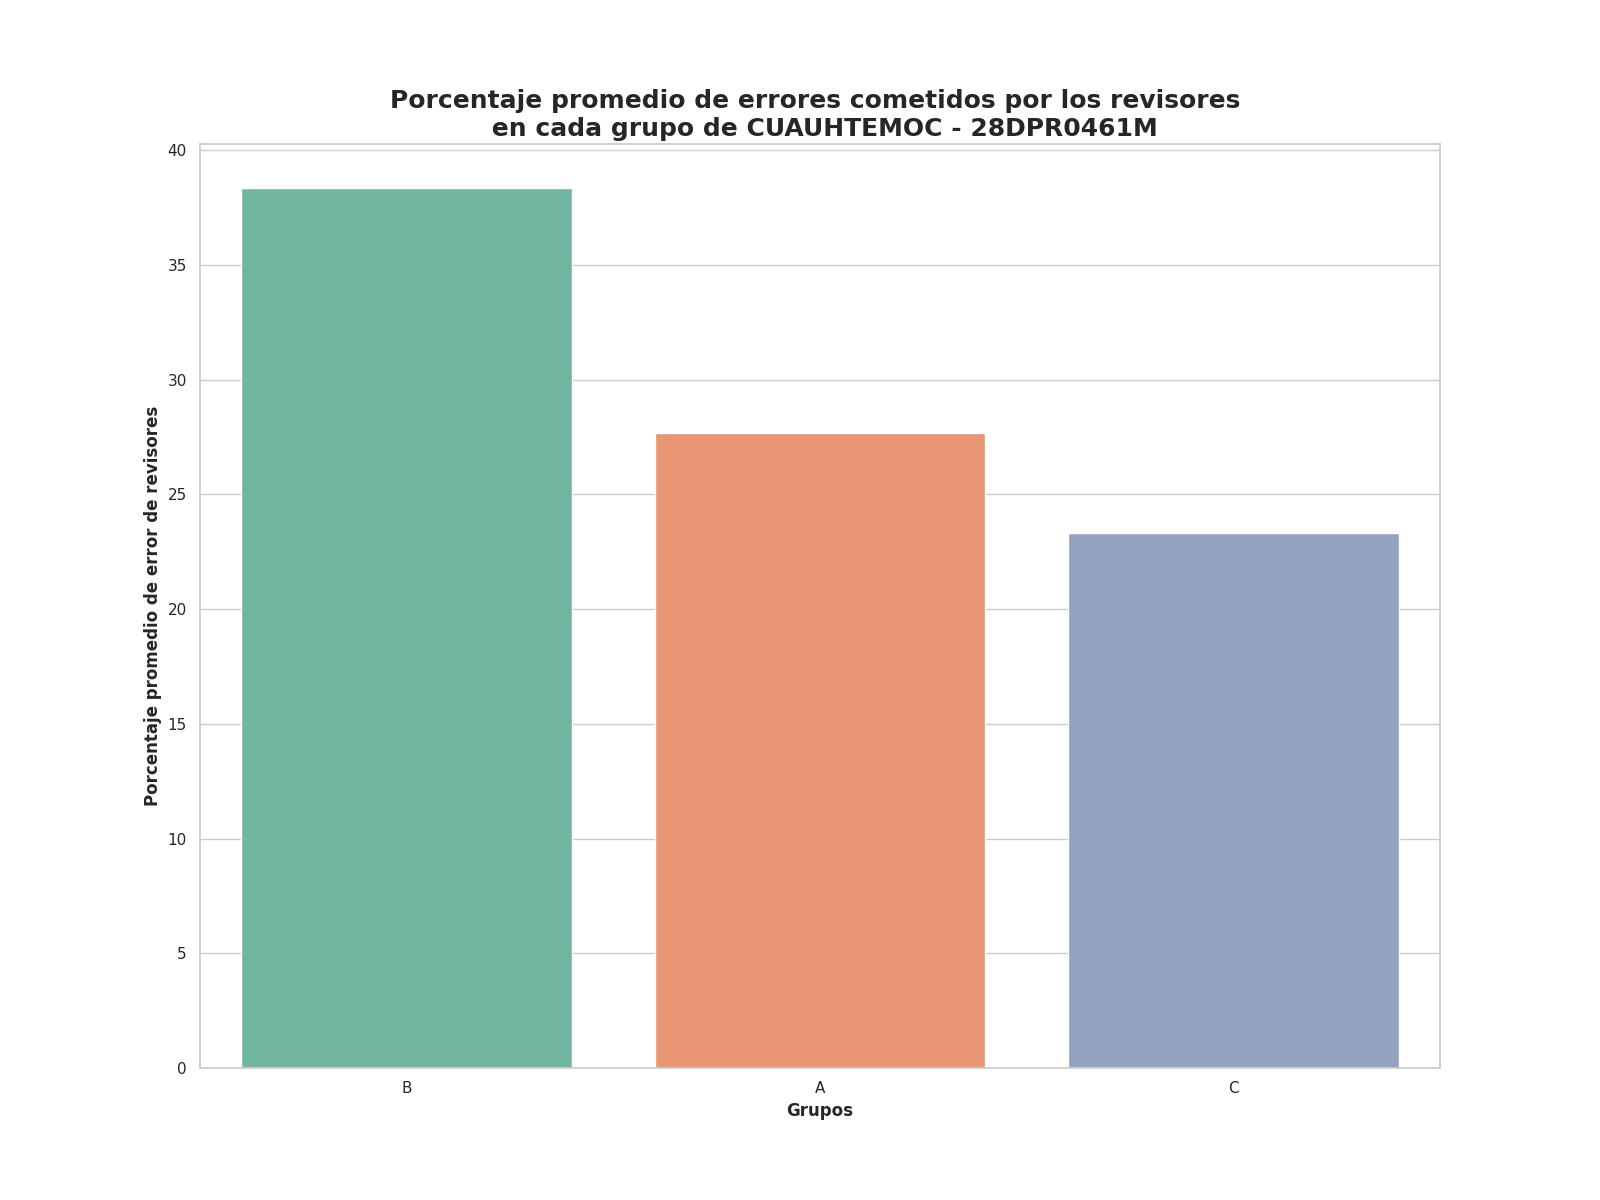 Porcentaje promedio de errores cometidos por los revisores
en cada grupo de CUAUHTEMOC - 28DPR0461M
40
35
30
25
20
15
10
5
0
Porcentaje promedio de error de revisores
B
A
C
Grupos